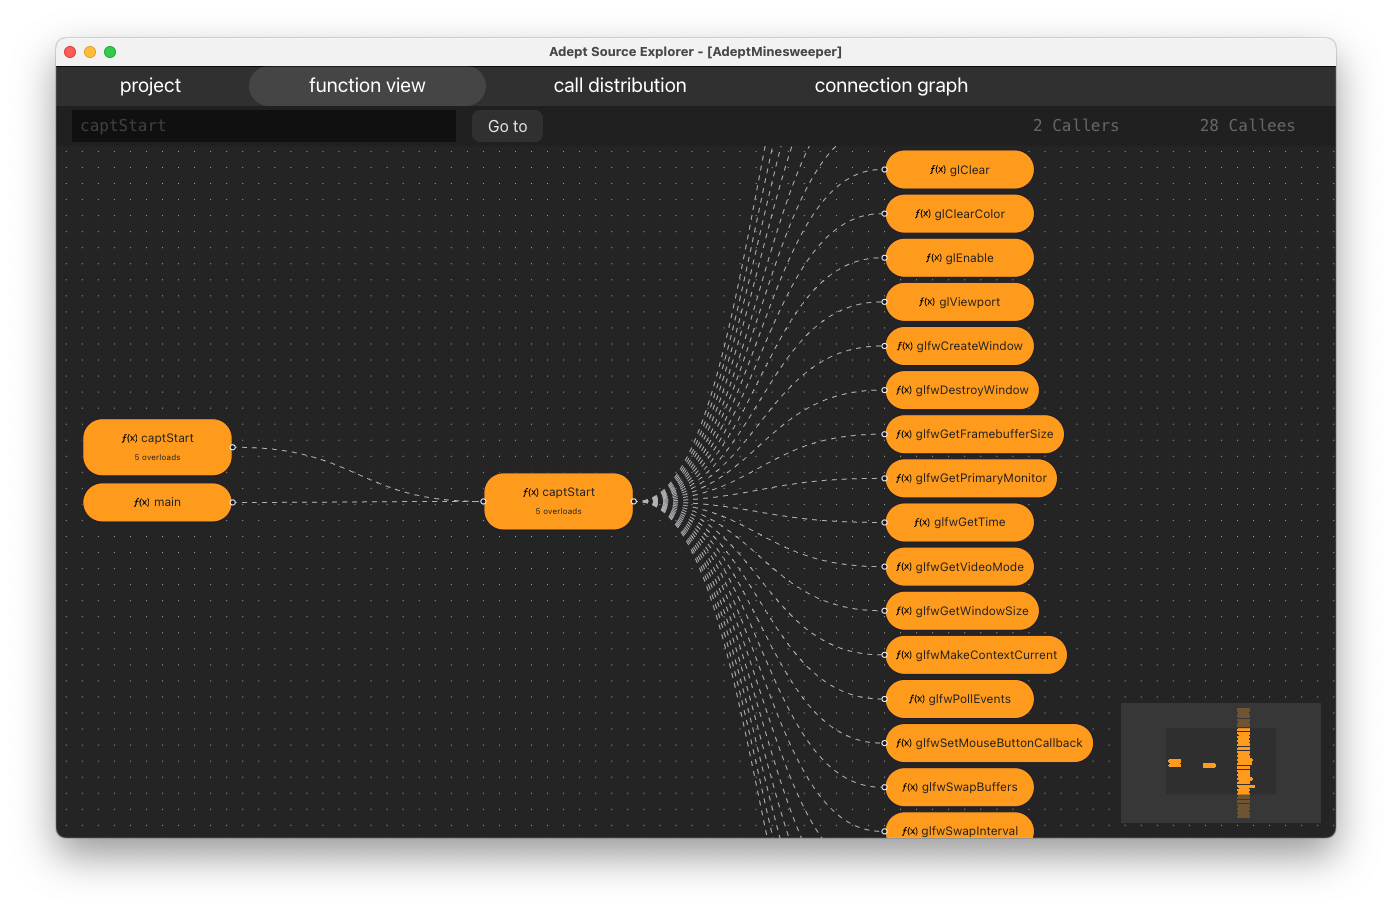 Adept Source Explorer - [AdeptMinesweeper]
project
function view
call distribution
connection graph
captStart
Go to
2 Callers
28 Callees
ƒ(x) glClear
ƒ(x) glClearColor
ƒ(x) glEnable
ƒ(x) glViewport
ƒ(x) glfwCreateWindow
ƒ(x) glfwDestroyWindow
ƒ(x) captStart
5 overloads
ƒ(x) main
ƒ(x) captStart
5 overloads
ƒ(x) glfwGetFramebufferSize
ƒ(x) glfwGetPrimaryMonitor
ƒ(x) glfwGetTime
ƒ(x) glfwGetVideoMode
ƒ(x) glfwGetWindowSize
ƒ(x) glfwMakeContextCurrent
ƒ(x) glfwPollEvents
ƒ(x) glfwSetMouseButtonCallback
ƒ(x) glfwSwapBuffers
ƒ(x) glfwSwapInterval